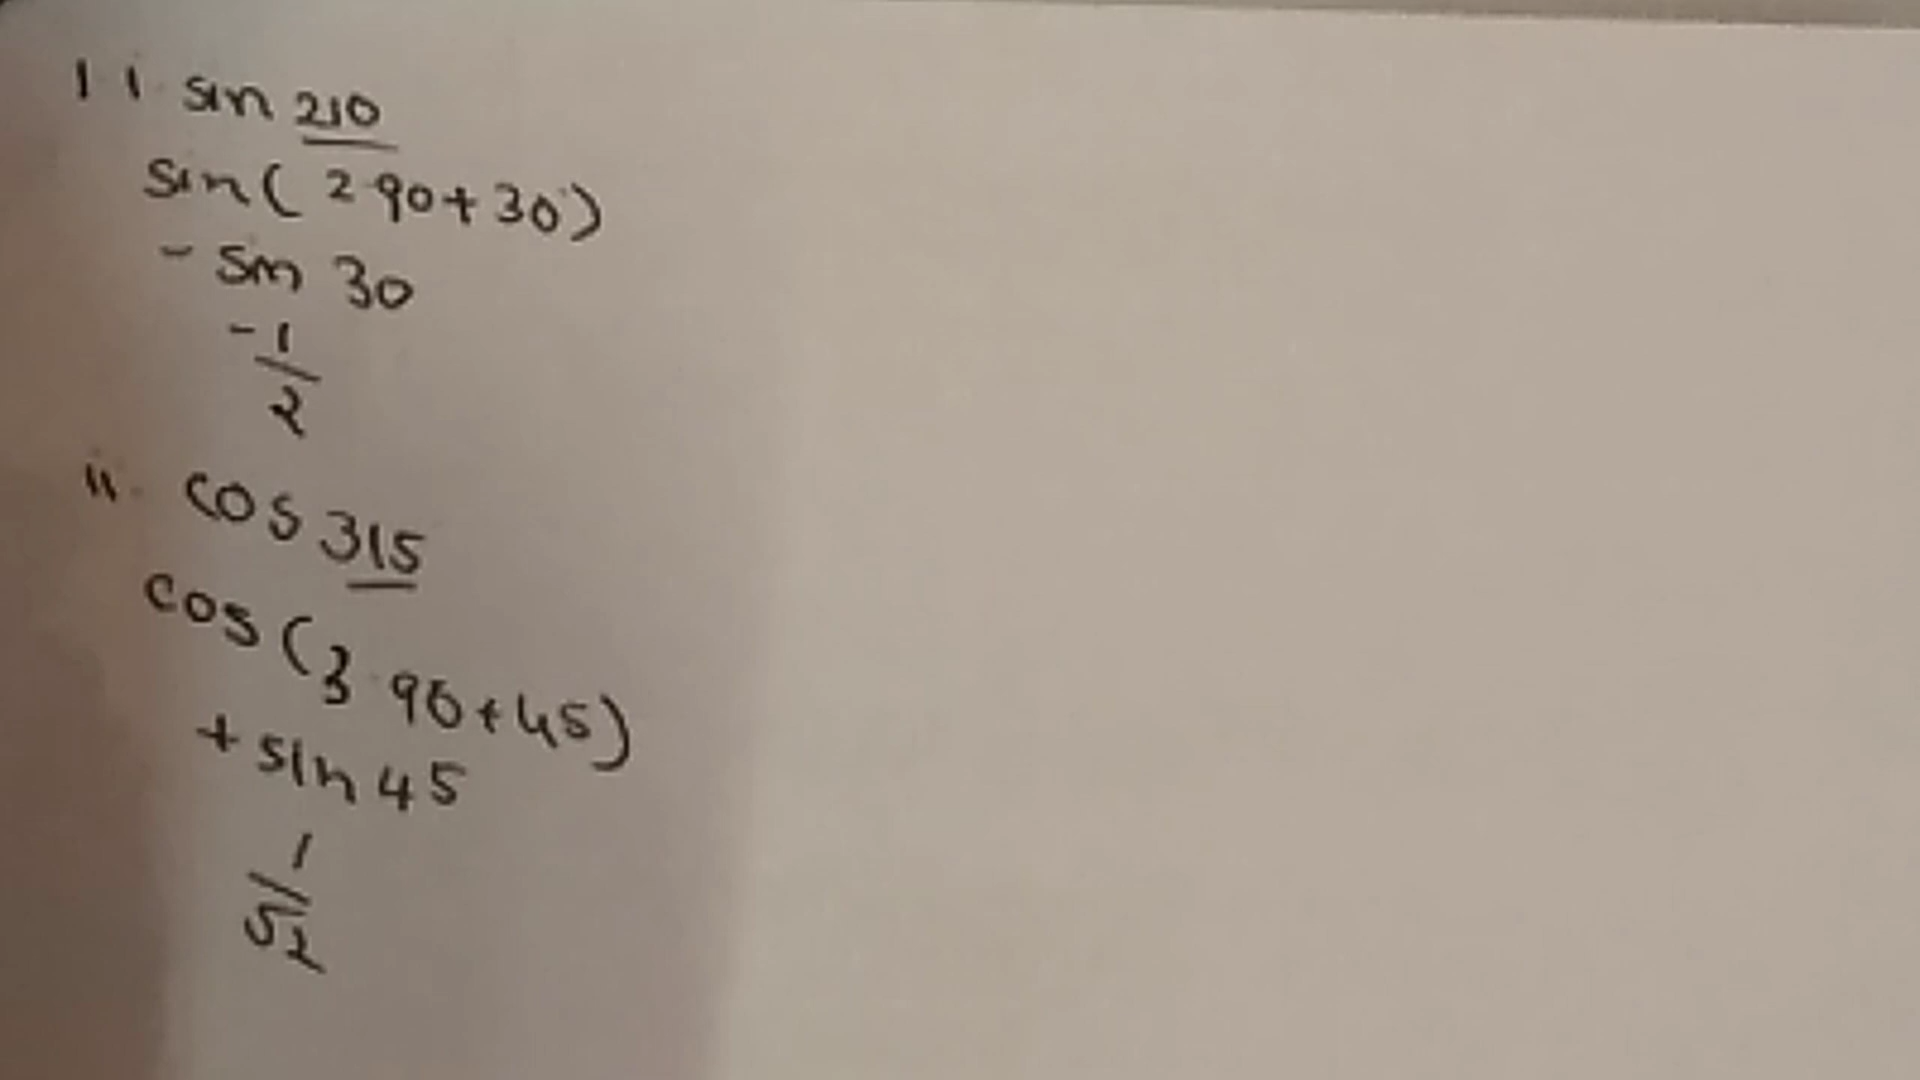 1 i. sin 210
sin( 2 90+30)
- sin 30
-1/2
ii. cos 315
cos (3 90+45)
+ sin 45
1/√2